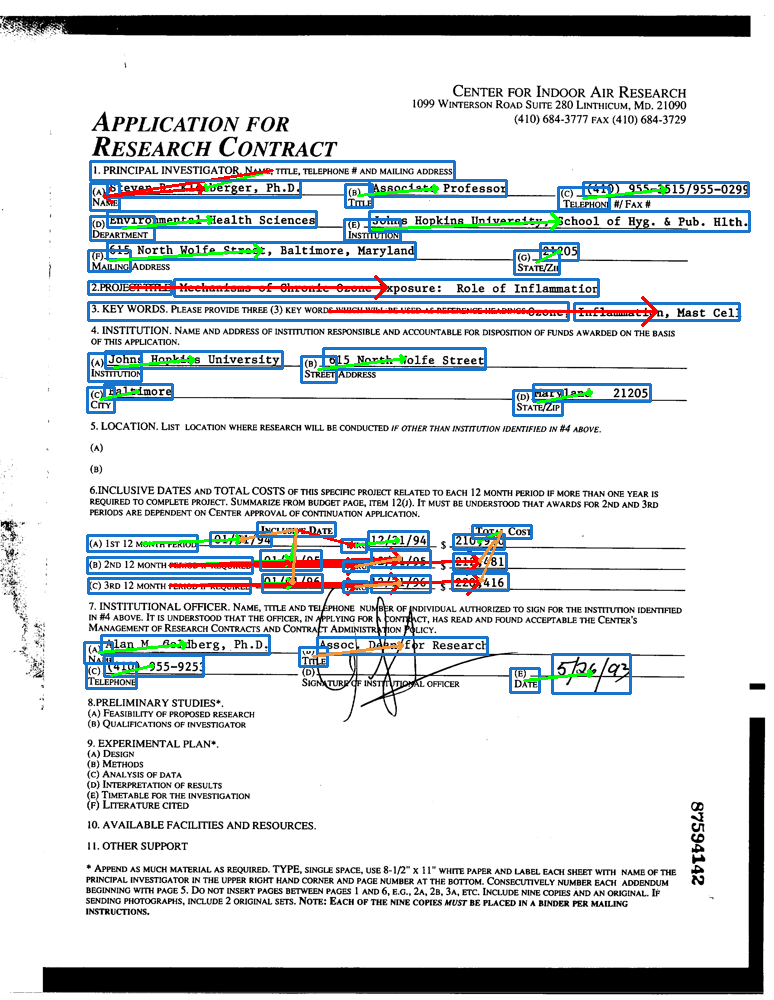 CENTER FOR INDOOR AIR RESEARCH
1099 WINTERSON ROAD SUITE 280 LINTHICUM, MD. 21090
(410) 684-3777 FAX (410) 684-3729
APPLICATION FOR
RESEARCH CONTRACT
1. PRINCIPAL INVESTIGATOR. NAME, TITLE, TELEPHONE # AND MAILING ADDRESS
(A) Steven R. Kleeberger, Ph.D. (B) Associate Professor (C) (410) 955-3515/955-0299
NAME TITLE TELEPHONE #/ FAX #
(D) Environmental Health Sciences (E) Johns Hopkins University, School of Hyg. & Pub. Hlth.
DEPARTMENT INSTITUTION
(F) 615 North Wolfe Street, Baltimore, Maryland (G) 21205
MAILING ADDRESS STATE/ZIP
2. PROJECT TITLE Mechanisms of Chronic Ozone Exposure: Role of Inflammation
3. KEY WORDS. PLEASE PROVIDE THREE (3) KEY WORDS WHICH WILL BE USED AS REFERENCE HEADINGS Ozone, Inflammation, Mast Cell
4. INSTITUTION. NAME AND ADDRESS OF INSTITUTION RESPONSIBLE AND ACCOUNTABLE FOR DISPOSITION OF FUNDS AWARDED ON THE BASIS
OF THIS APPLICATION.
(A) Johns Hopkins University (B) 615 North Wolfe Street
INSTITUTION STREET ADDRESS
(C) Baltimore (D) Maryland 21205
CITY STATE/ZIP
5. LOCATION. LIST LOCATION WHERE RESEARCH WILL BE CONDUCTED IF OTHER THAN INSTITUTION IDENTIFIED IN #4 ABOVE.
(A)
(B)
6.INCLUSIVE DATES AND TOTAL COSTS OF THIS SPECIFIC PROJECT RELATED TO EACH 12 MONTH PERIOD IF MORE THAN ONE YEAR IS
REQUIRED TO COMPLETE PROJECT. SUMMARIZE FROM BUDGET PAGE, ITEM 12(J). IT MUST BE UNDERSTOOD THAT AWARDS FOR 2ND AND 3RD
PERIODS ARE DEPENDENT ON CENTER APPROVAL OF CONTINUATION APPLICATION.
INCLUSIVE DATE TOTAL COST
(A) 1ST 12 MONTH PERIOD 01/01/94 12/31/94 $
(B) 2ND 12 MONTH PERIOD IF REQUIRED $
(C) 3RD 12 MONTH PERIOD IF REQUIRED $
7. INSTITUTIONAL OFFICER. NAME, TITLE AND TELEPHONE NUMBER OF INDIVIDUAL AUTHORIZED TO SIGN FOR THE INSTITUTION IDENTIFIED
IN #4 ABOVE. IT IS UNDERSTOOD THAT THE OFFICER, IN APPLYING FOR A CONTRACT, HAS READ AND FOUND ACCEPTABLE THE CENTER'S
MANAGEMENT OF RESEARCH CONTRACTS AND CONTRACT ADMINISTRATION POLICY.
(A) Alan M. Goldberg, Ph.D. Assoc. Dean for Research
NAME TITLE
(C) (410) 955-9253 (D) (E) 5/26/93
TELEPHONE SIGNATURE OF INSTITUTIONAL OFFICER DATE
8.PRELIMINARY STUDIES*.
(A) FEASIBILITY OF PROPOSED RESEARCH
(B) QUALIFICATIONS OF INVESTIGATOR
9. EXPERIMENTAL PLAN*.
(A) DESIGN
(B) METHODS
(C) ANALYSIS OF DATA
(D) INTERPRETATION OF RESULTS
(E) TIMETABLE FOR THE INVESTIGATION
(F) LITERATURE CITED
10. AVAILABLE FACILITIES AND RESOURCES.
11. OTHER SUPPORT
* APPEND AS MUCH MATERIAL AS REQUIRED. TYPE, SINGLE SPACE, USE 8-1/2" X 11" WHITE PAPER AND LABEL EACH SHEET WITH NAME OF THE
PRINCIPAL INVESTIGATOR IN THE UPPER RIGHT HAND CORNER AND PAGE NUMBER AT THE BOTTOM. CONSECUTIVELY NUMBER EACH ADDENDUM
BEGINNING WITH PAGE 5. DO NOT INSERT PAGES BETWEEN PAGES 1 AND 6, E.G., 2A, 2B, 3A, ETC. INCLUDE NINE COPIES AND AN ORIGINAL. IF
SENDING PHOTOGRAPHS, INCLUDE 2 ORIGINAL SETS. NOTE: EACH OF THE NINE COPIES MUST BE PLACED IN A BINDER PER MAILING
INSTRUCTIONS.
87594142